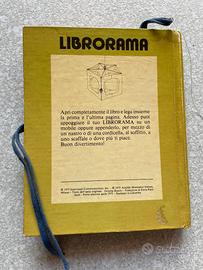 LIBRORAMA
Apri completamente il libro e lega insieme
la prima e l'ultima pagina. Adesso puoi
appoggiare il tuo LIBRORAMA su un
mobile oppure appenderlo, per mezzo di
un nastro o di una cordicella, al soffitto, a
uno scaffale o dove più ti piace.
Buon divertimento!
subito